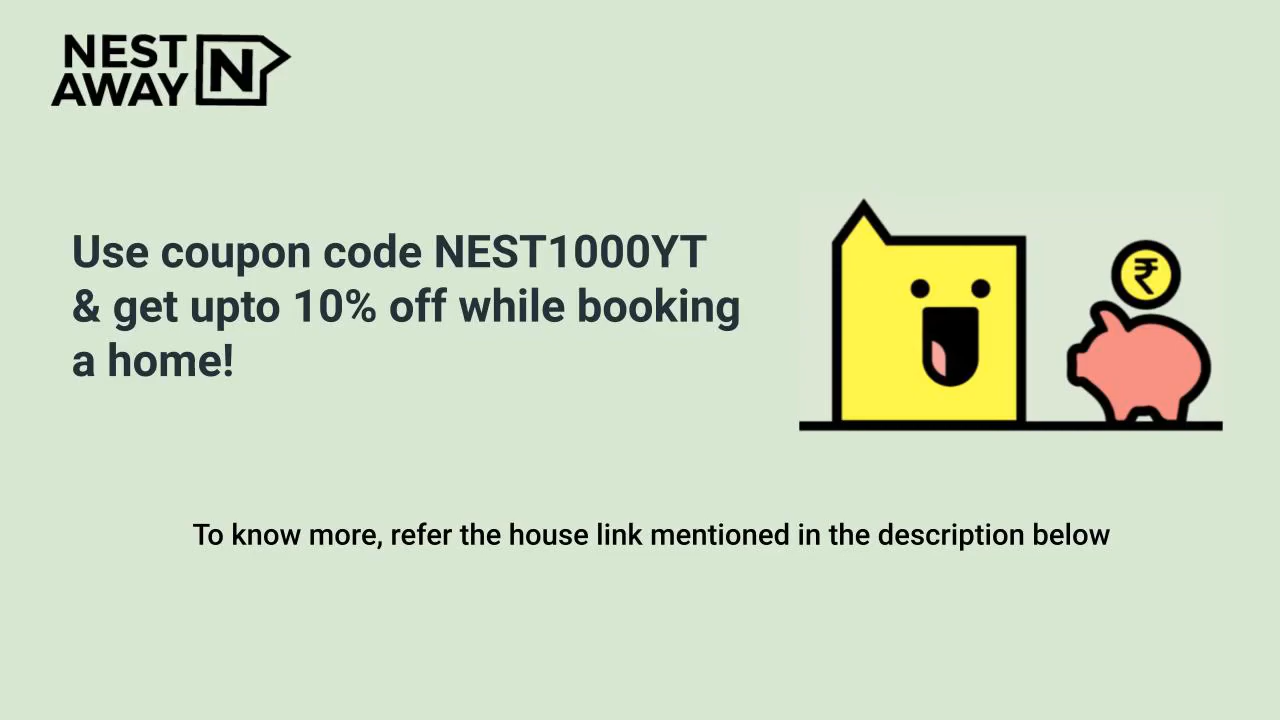 NEST
AWAY N
Use coupon code NEST1000YT
& get upto 10% off while booking
a home!
₹
To know more, refer the house link mentioned in the description below